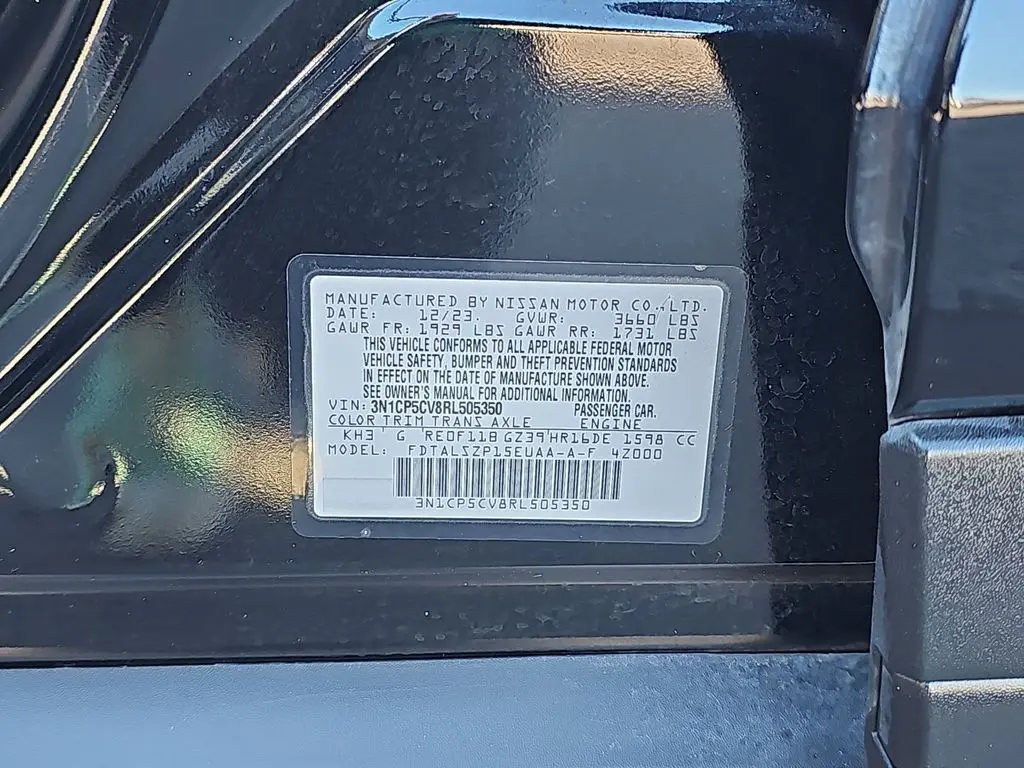 MANUFACTURED BY NISSAN MOTOR CO.,LTD.
DATE: 12/23. GVWR: 3660 LBS
GAWR FR: 1929 LBS GAWR RR: 1731 LBS
THIS VEHICLE CONFORMS TO ALL APPLICABLE FEDERAL MOTOR
VEHICLE SAFETY, BUMPER AND THEFT PREVENTION STANDARDS
IN EFFECT ON THE DATE OF MANUFACTURE SHOWN ABOVE.
SEE OWNER'S MANUAL FOR ADDITIONAL INFORMATION.
VIN: 3N1CP5CV8RL505350 PASSENGER CAR.
COLOR TRIM TRANS AXLE ENGINE
KH3 G RE0F11B GZ39 HR16DE 1598 CC
MODEL: FDTALSZP15EUAA-A-F 4Z000
3N1CP5CV8RL505350